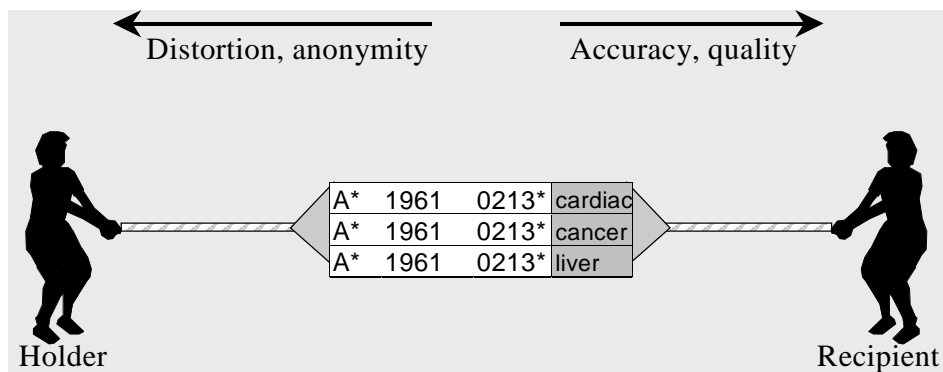 Distortion, anonymity Accuracy, quality
A* 1961 0213* cardiac
A* 1961 0213* cancer
A* 1961 0213* liver
Holder Recipient